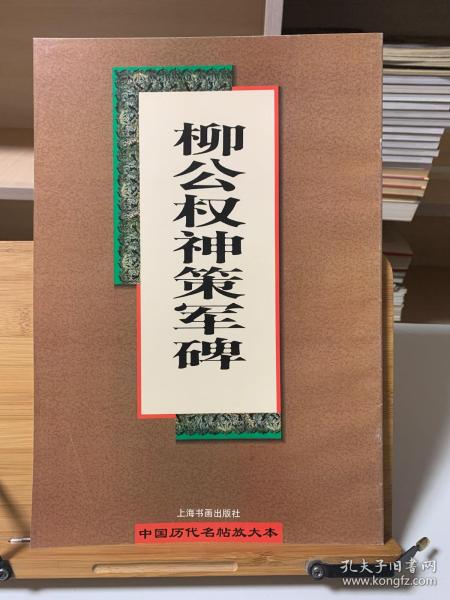 柳公权神策军碑
上海书画出版社
中国历代名帖放大本
孔夫子旧书网
www.kongfz.com